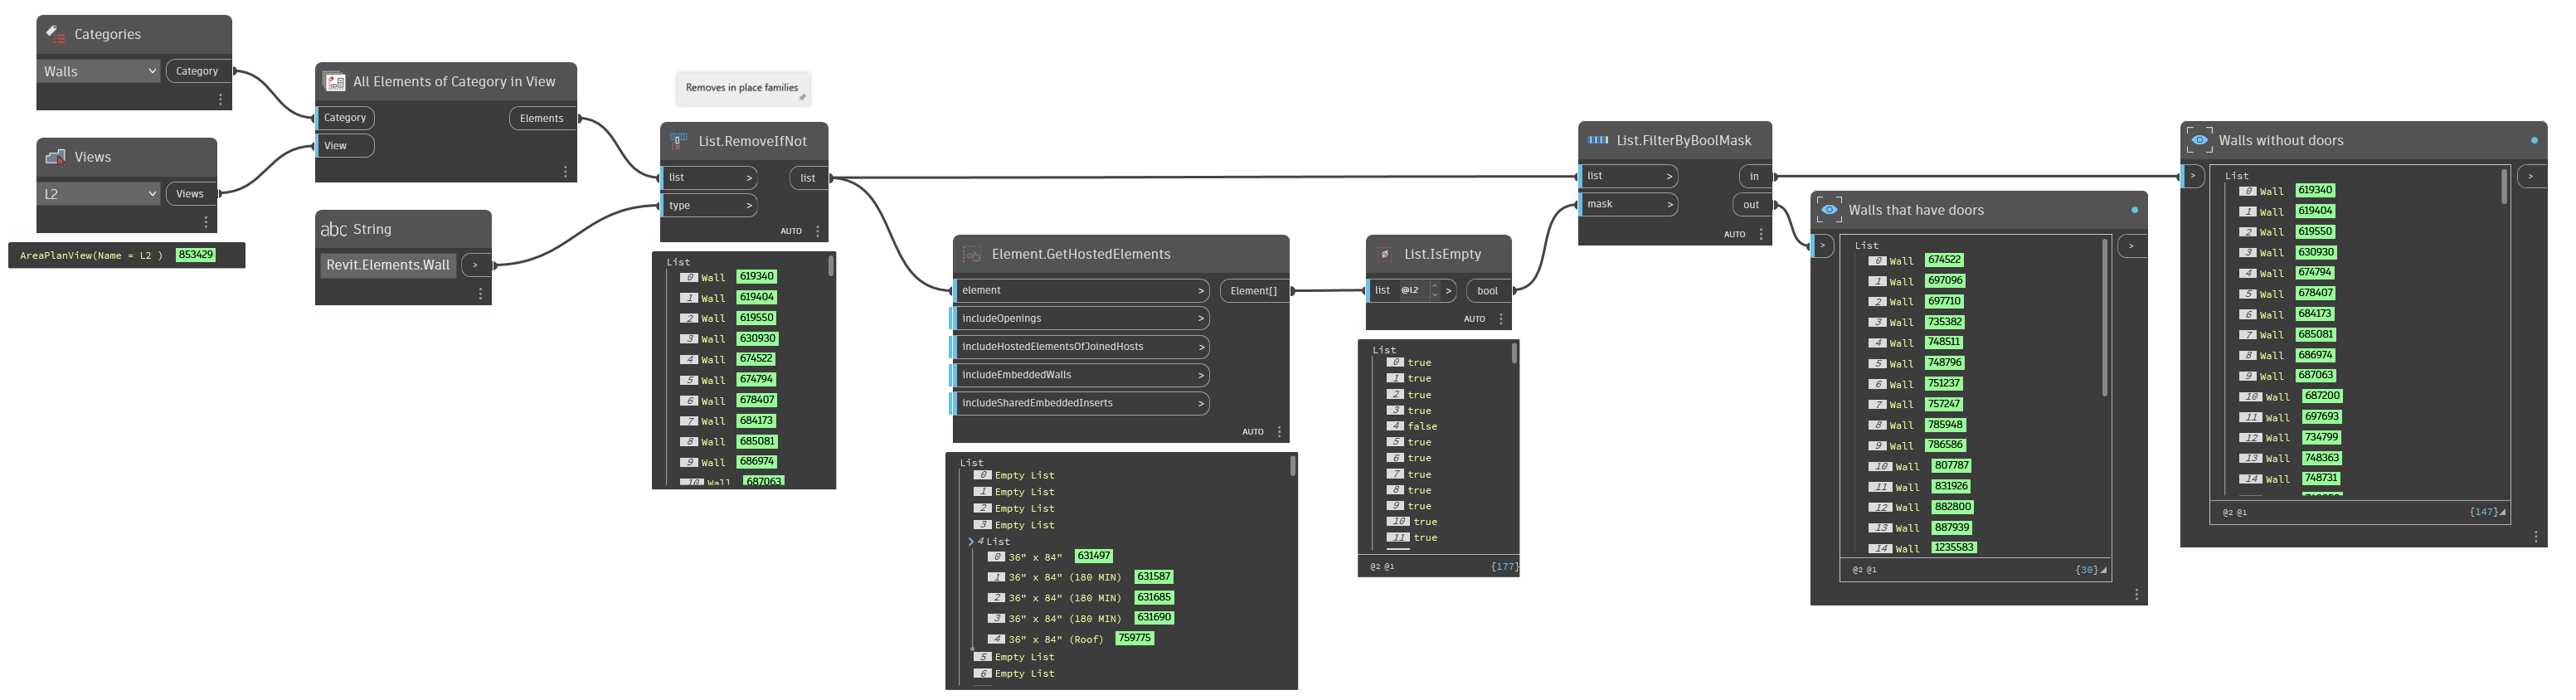 Categories
Walls
Category
Views
L2
Views
AreaPlanView(Name = L2 ) 853429
All Elements of Category in View
Category
Elements
View
abc String
Revit.Elements.Wall >
Removes in place families
List.RemoveIfNot
list >
list
type >
AUTO
List
0 Wall 619340
1 Wall 619404
2 Wall 619550
3 Wall 630930
4 Wall 674522
5 Wall 674794
6 Wall 678407
7 Wall 684173
8 Wall 685081
9 Wall 686974
10 Wall 687063
Element.GetHostedElements
element >
Element[]
includeOpenings >
includeHostedElementsOfJoinedHosts >
includeEmbeddedWalls >
includeSharedEmbeddedInserts >
AUTO
List
0 Empty List
1 Empty List
2 Empty List
3 Empty List
> 4 List
0 36" x 84" 631497
1 36" x 84" (180 MIN) 631587
2 36" x 84" (180 MIN) 631685
3 36" x 84" (180 MIN) 631690
4 36" x 84" (Roof) 759775
5 Empty List
6 Empty List
List.IsEmpty
list @L2 >
bool
AUTO
List
0 true
1 true
2 true
3 true
4 false
5 true
6 true
7 true
8 true
9 true
10 true
11 true
@2 @1 {177}
List.FilterByBoolMask
list >
in
mask >
out
AUTO
Walls that have doors
>
>
List
0 Wall 674522
1 Wall 697096
2 Wall 697710
3 Wall 735382
4 Wall 748511
5 Wall 748796
6 Wall 751237
7 Wall 757247
8 Wall 785948
9 Wall 786586
10 Wall 807787
11 Wall 831926
12 Wall 882800
13 Wall 887939
14 Wall 1235583
@2 @1 {30}
Walls without doors
>
>
List
0 Wall 619340
1 Wall 619404
2 Wall 619550
3 Wall 630930
4 Wall 674794
5 Wall 678407
6 Wall 684173
7 Wall 685081
8 Wall 686974
9 Wall 687063
10 Wall 687200
11 Wall 697693
12 Wall 734799
13 Wall 748363
14 Wall 748731
@2 @1 {147}